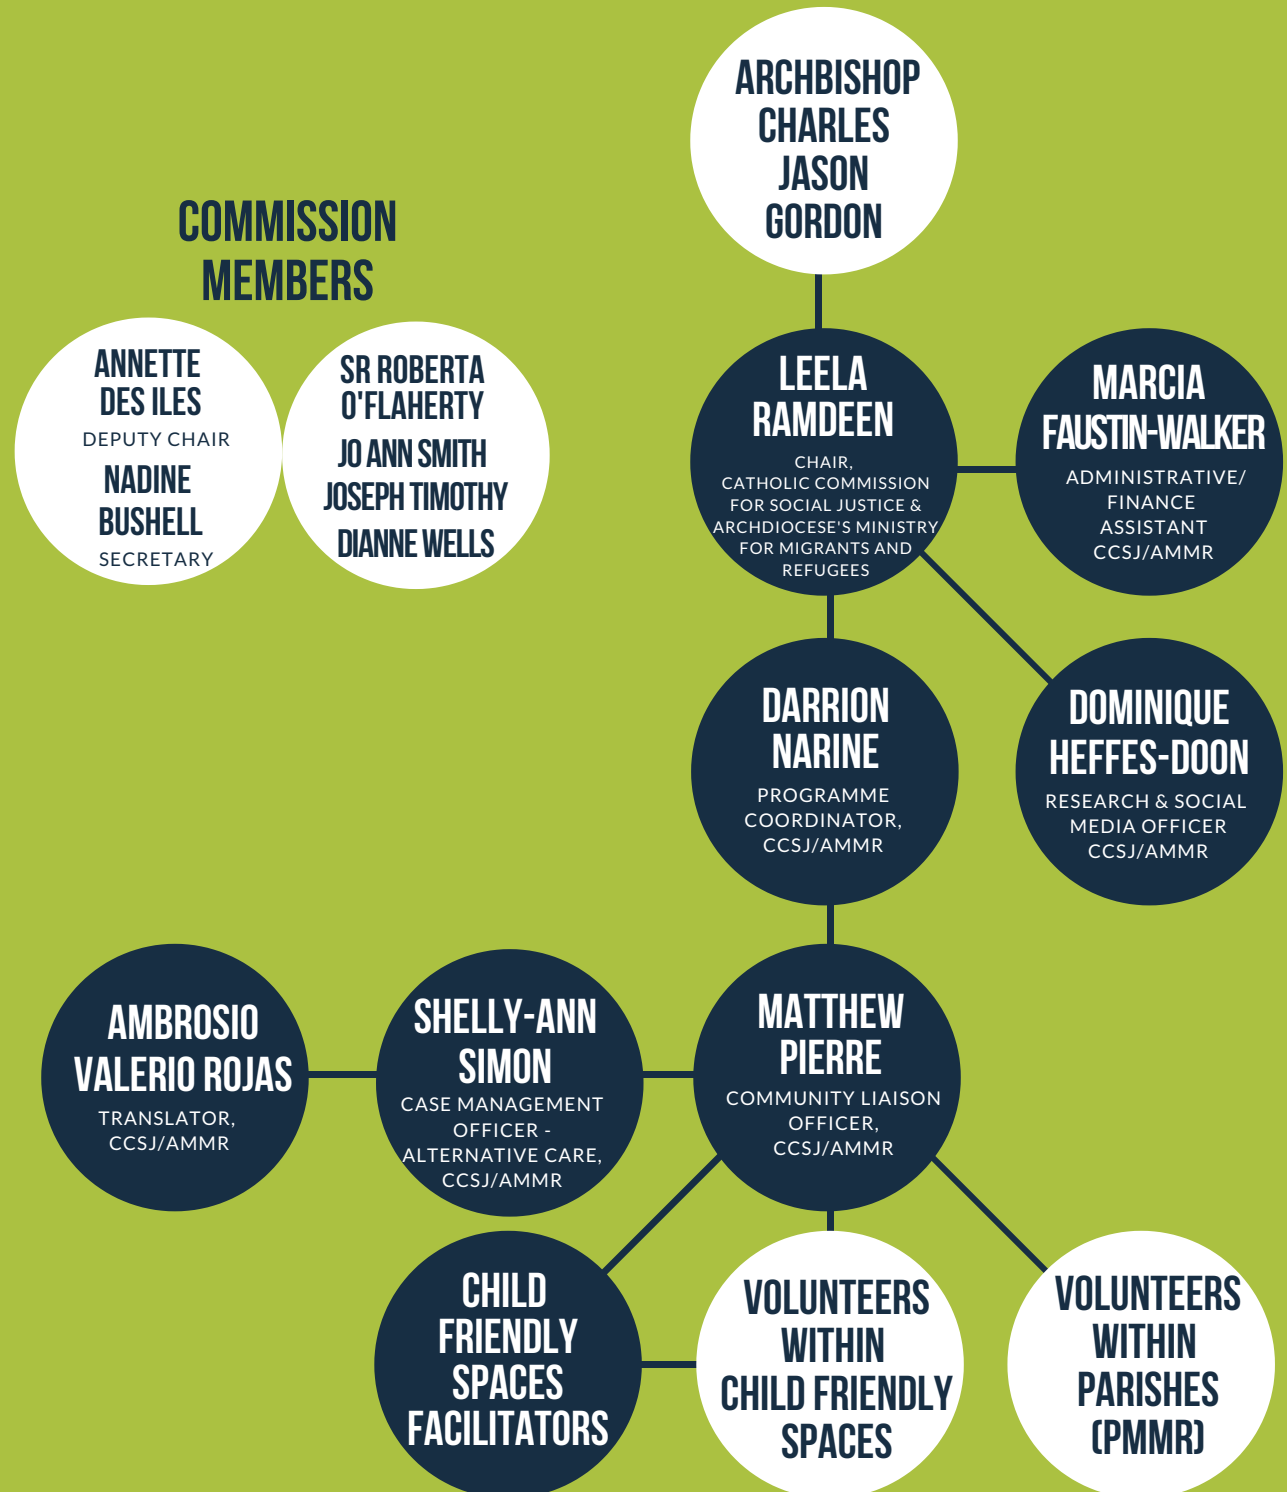 ARCHBISHOP
CHARLES
JASON
GORDON
COMMISSION
MEMBERS
ANNETTE
DES ILES
DEPUTY CHAIR
NADINE
BUSHELL
SECRETARY
SR ROBERTA
O'FLAHERTY
JO ANN SMITH
JOSEPH TIMOTHY
DIANNE WELLS
LEELA
RAMDEEN
CHAIR,
CATHOLIC COMMISSION
FOR SOCIAL JUSTICE &
ARCHDIOCESE'S MINISTRY
FOR MIGRANTS AND
REFUGEES
MARCIA
FAUSTIN-WALKER
ADMINISTRATIVE/
FINANCE
ASSISTANT
CCSJ/AMMR
DARRION
NARINE
PROGRAMME
COORDINATOR,
CCSJ/AMMR
DOMINIQUE
HEFFES-DOON
RESEARCH & SOCIAL
MEDIA OFFICER
CCSJ/AMMR
AMBROSIO
VALERIO ROJAS
TRANSLATOR,
CCSJ/AMMR
SHELLY-ANN
SIMON
CASE MANAGEMENT
OFFICER -
ALTERNATIVE CARE,
CCSJ/AMMR
MATTHEW
PIERRE
COMMUNITY LIAISON
OFFICER,
CCSJ/AMMR
CHILD
FRIENDLY
SPACES
FACILITATORS
VOLUNTEERS
WITHIN
CHILD FRIENDLY
SPACES
VOLUNTEERS
WITHIN
PARISHES
(PMMR)